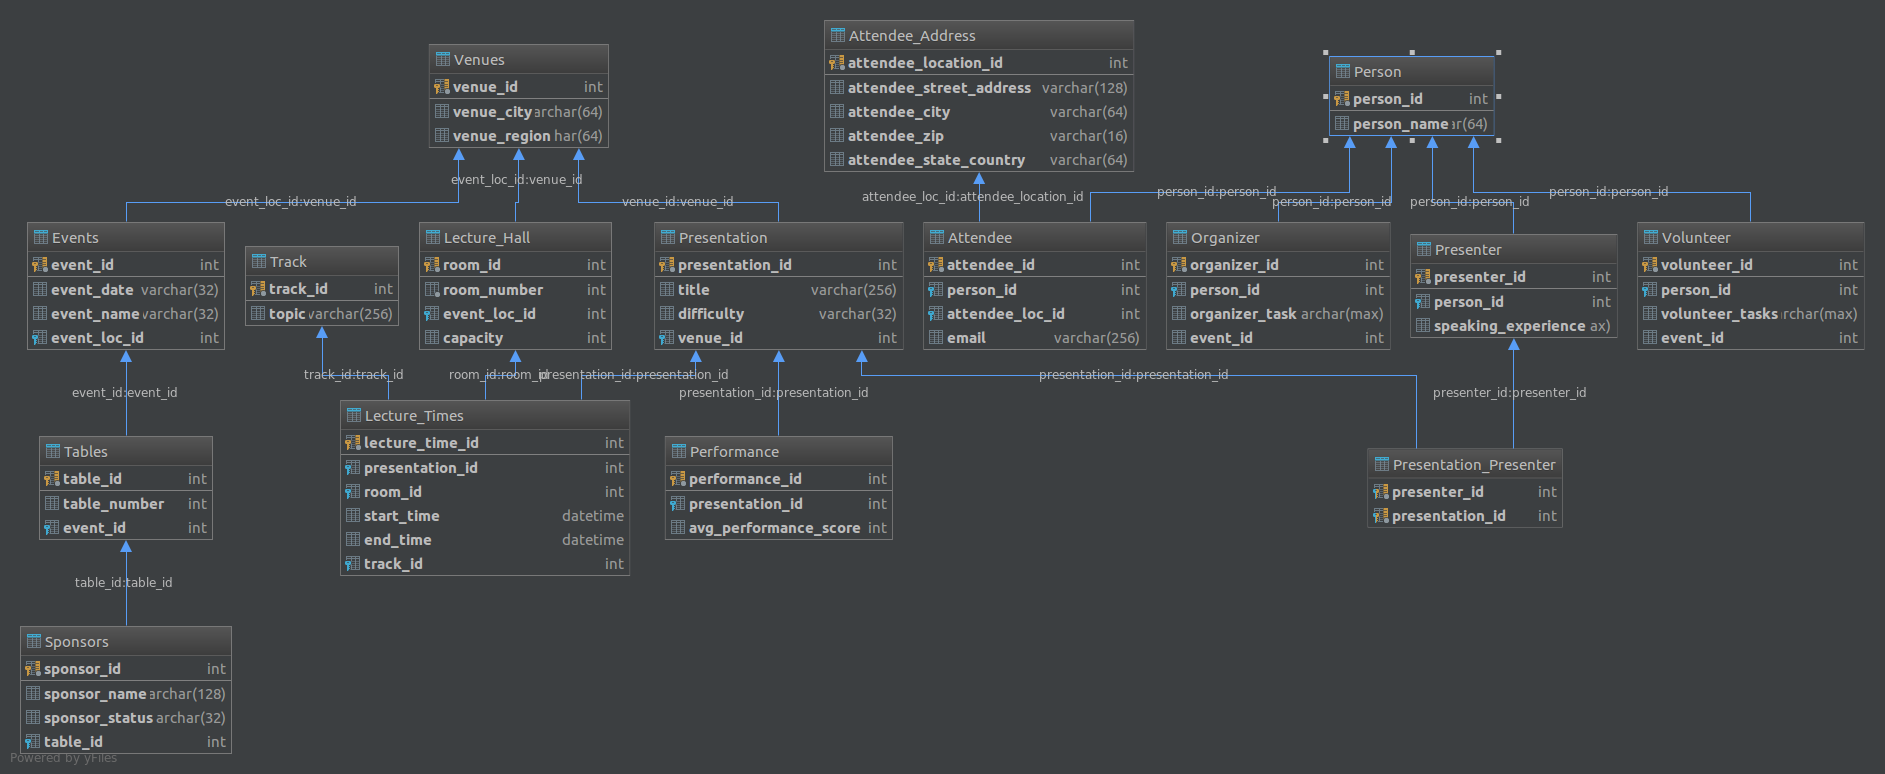 Venues
venue_id int
venue_city archar(64)
venue_region har(64)
Attendee_Address
attendee_location_id int
attendee_street_address varchar(128)
attendee_city varchar(64)
attendee_zip varchar(16)
attendee_state_country varchar(64)
Person
person_id int
person_name ar(64)
event_loc_id:venue_id
event_loc_id:venue_id
venue_id:venue_id
attendee_loc_id:attendee_location_id
person_id:person_id
person_id:person_id
person_id:person_id
person_id:person_id
Events
event_id int
event_date varchar(32)
event_name varchar(32)
event_loc_id int
Track
track_id int
topic varchar(256)
Lecture_Hall
room_id int
room_number int
event_loc_id int
capacity int
Presentation
presentation_id int
title varchar(256)
difficulty varchar(32)
venue_id int
Attendee
attendee_id int
person_id int
attendee_loc_id int
email varchar(256)
Organizer
organizer_id int
person_id int
organizer_task archar(max)
event_id int
Presenter
presenter_id int
person_id int
speaking_experience ax)
Volunteer
volunteer_id int
person_id int
volunteer_tasks rchar(max)
event_id int
event_id:event_id
track_id:track_id
room_id:room_id
presentation_id:presentation_id
presentation_id:presentation_id
presentation_id:presentation_id
presenter_id:presenter_id
Tables
table_id int
table_number int
event_id int
Lecture_Times
lecture_time_id int
presentation_id int
room_id int
start_time datetime
end_time datetime
track_id int
Performance
performance_id int
presentation_id int
avg_performance_score int
Presentation_Presenter
presenter_id int
presentation_id int
table_id:table_id
Sponsors
sponsor_id int
sponsor_name archar(128)
sponsor_status archar(32)
table_id int
Powered by yFiles